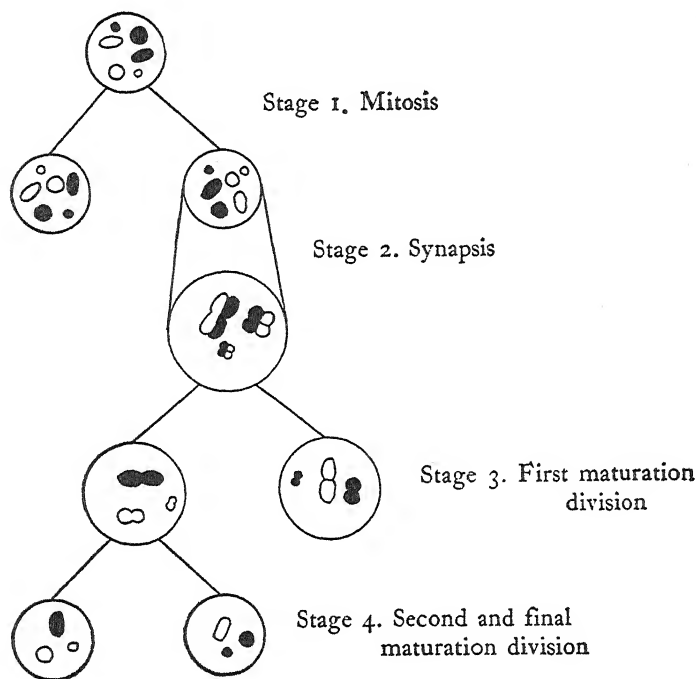 Stage 1. Mitosis
Stage 2. Synapsis
Stage 3. First maturation
division
Stage 4. Second and final
maturation division